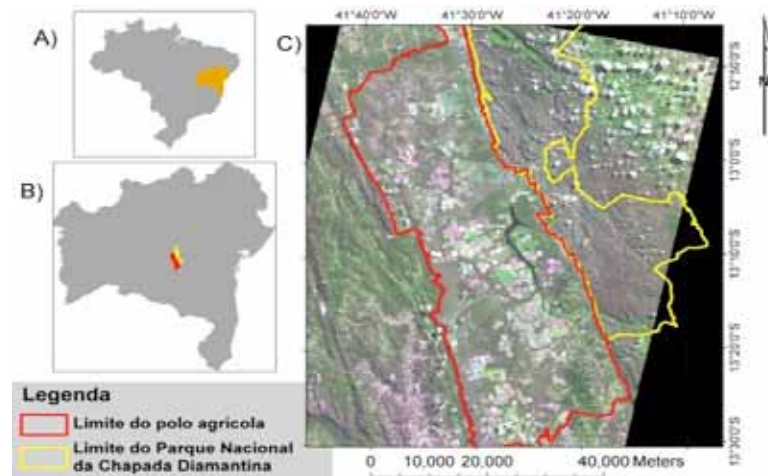 A)
B)
C)
41°40'0"W 41°30'0"W 41°20'0"W 41°10'0"W
12°50'0"S
13°0'0"S
13°10'0"S
13°20'0"S
13°30'0"S
N
Legenda
Limite do polo agrícola
Limite do Parque Nacional
da Chapada Diamantina
0 10,000 20,000 40,000 Meters